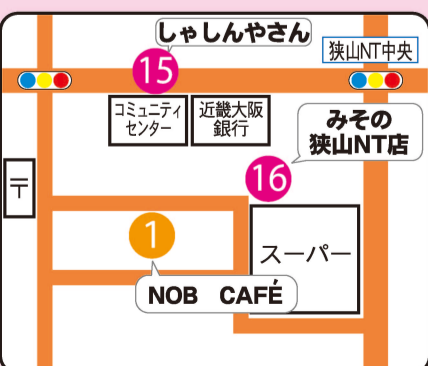 しゃしんやさん
15
狭山NT中央
コミュニティ
センター
近畿大阪
銀行
みその
狭山NT店
〒
16
1
スーパー
NOB CAFÉ